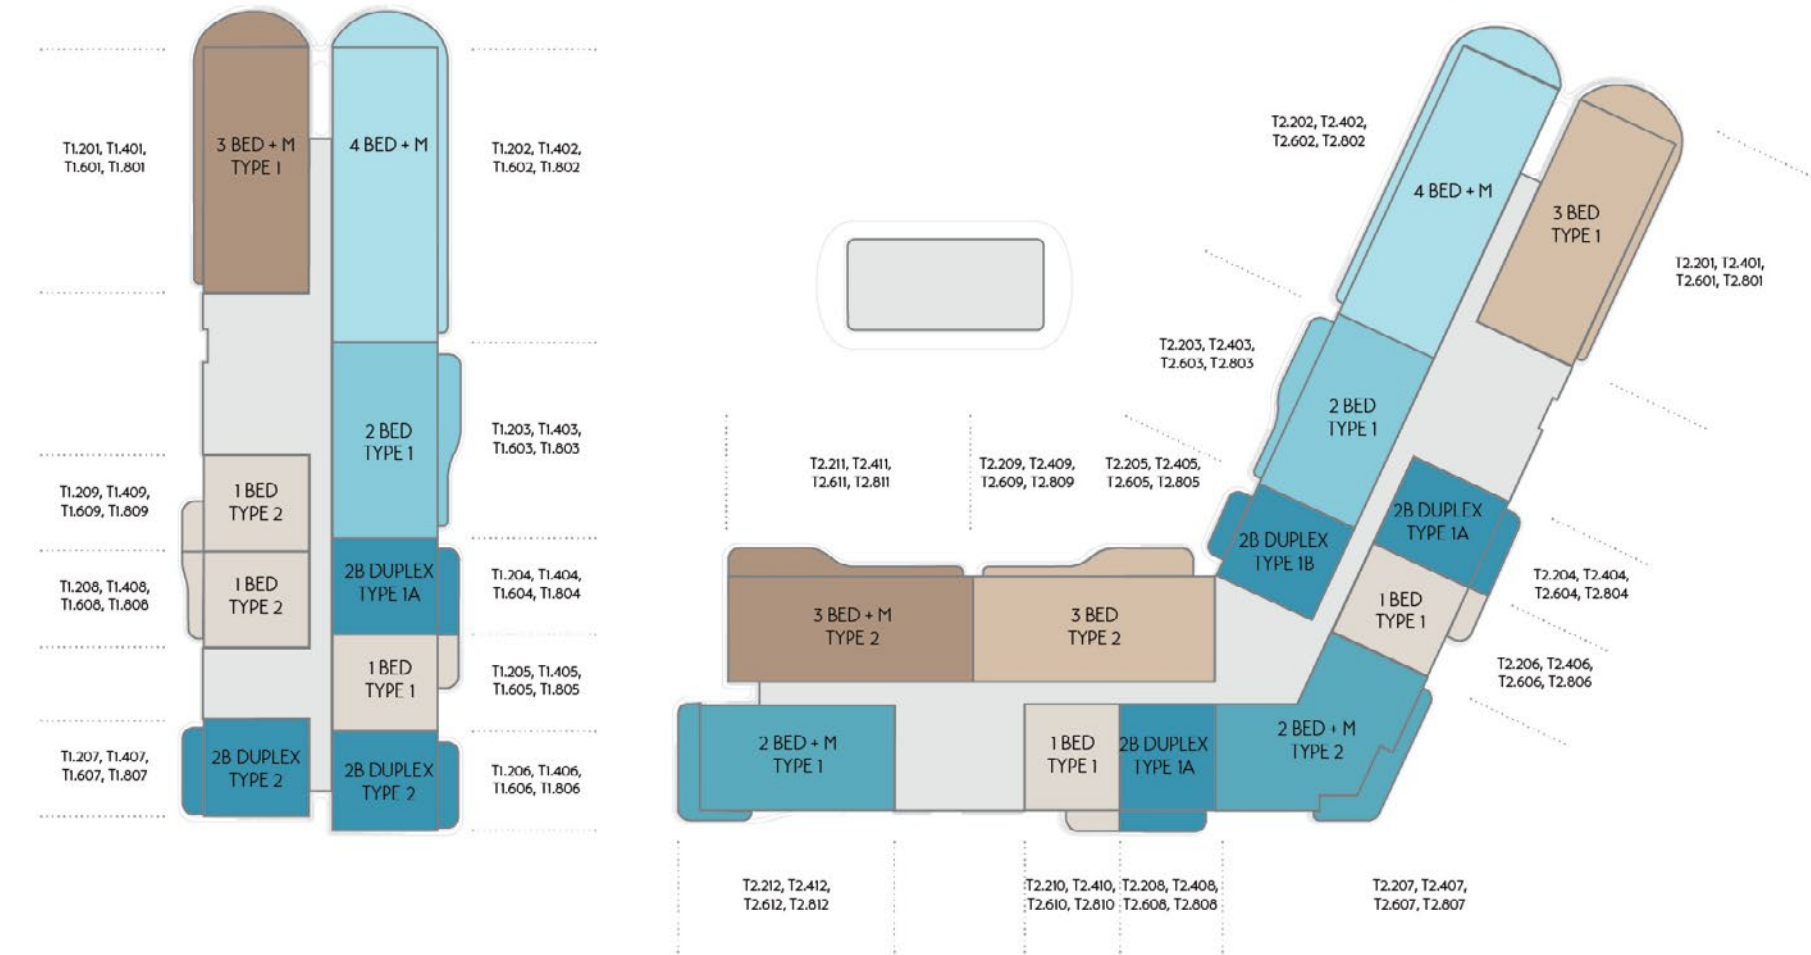 T1.201, T1.401,
T1.601, T1.801
3 BED + M
TYPE 1
4 BED + M
T1.202, T1.402,
T1.602, T1.802
2 BED
TYPE 1
T1.203, T1.403,
T1.603, T1.803
T1.209, T1.409,
T1.609, T1.809
1 BED
TYPE 2
T1.208, T1.408,
T1.608, T1.808
1 BED
TYPE 2
2B DUPLEX
TYPE 1A
T1.204, T1.404,
T1.604, T1.804
1 BED
TYPE 1
T1.205, T1.405,
T1.605, T1.805
T1.207, T1.407,
T1.607, T1.807
2B DUPLEX
TYPE 2
2B DUPLEX
TYPE 2
T1.206, T1.406,
T1.606, T1.806
T2.202, T2.402,
T2.602, T2.802
4 BED + M
3 BED
TYPE 1
T2.201, T2.401,
T2.601, T2.801
T2.203, T2.403,
T2.603, T2.803
2 BED
TYPE 1
T2.211, T2.411,
T2.611, T2.811
T2.209, T2.409,
T2.609, T2.809
T2.205, T2.405,
T2.605, T2.805
2B DUPLEX
TYPE 1B
2B DUPLEX
TYPE 1A
T2.204, T2.404,
T2.604, T2.804
3 BED + M
TYPE 2
3 BED
TYPE 2
1 BED
TYPE 1
T2.206, T2.406,
T2.606, T2.806
2 BED + M
TYPE 1
1 BED
TYPE 1
2B DUPLEX
TYPE 1A
2 BED + M
TYPE 2
T2.212, T2.412,
T2.612, T2.812
T2.210, T2.410,
T2.610, T2.810
T2.208, T2.408,
T2.608, T2.808
T2.207, T2.407,
T2.607, T2.807